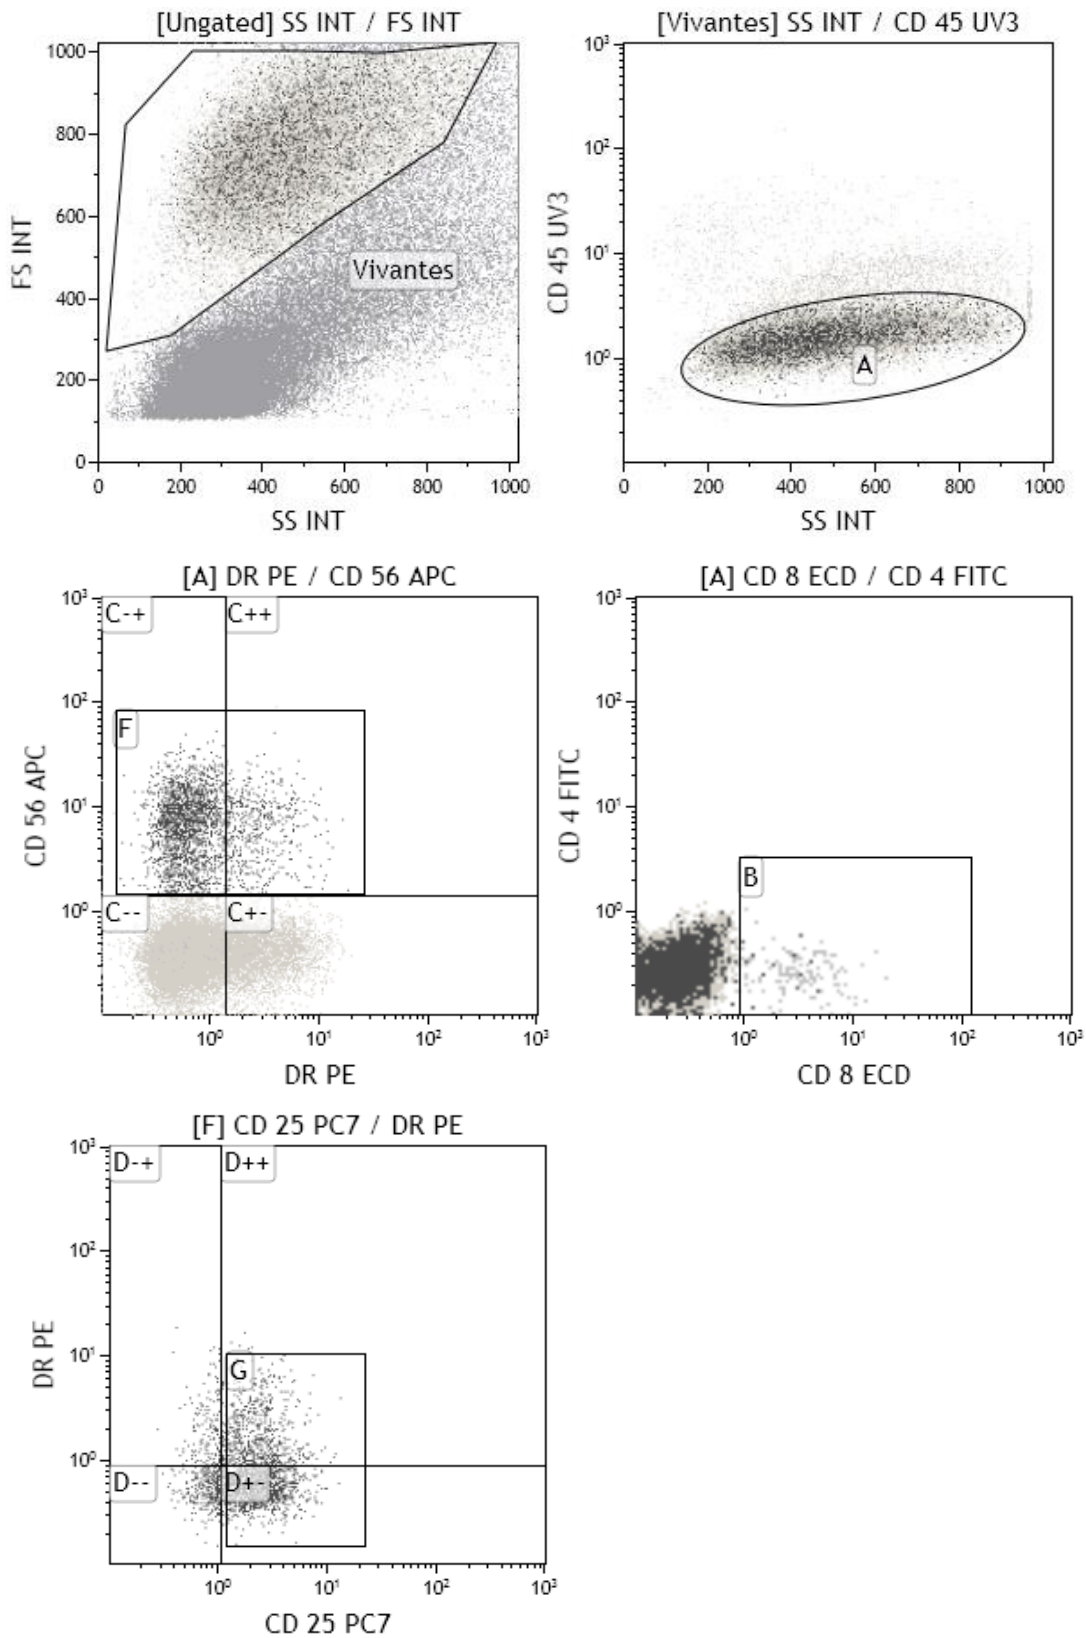 [Ungated] SS INT / FS INT
1000
800
600
400
200
0
FS INT
Vivantes
0 200 400 600 800 1000
SS INT
[Vivantes] SS INT / CD 45 UV3
10³
10²
10¹
10⁰
CD 45 UV3
A
0 200 400 600 800 1000
SS INT
[A] DR PE / CD 56 APC
10³
10²
10¹
10⁰
CD 56 APC
C-+ C++
F
C-- C+-
10⁰ 10¹ 10² 10³
DR PE
[A] CD 8 ECD / CD 4 FITC
10³
10²
10¹
10⁰
CD 4 FITC
B
10⁰ 10¹ 10² 10³
CD 8 ECD
[F] CD 25 PC7 / DR PE
10³
10²
10¹
10⁰
DR PE
D-+ D++
G
D-- D+-
10⁰ 10¹ 10² 10³
CD 25 PC7